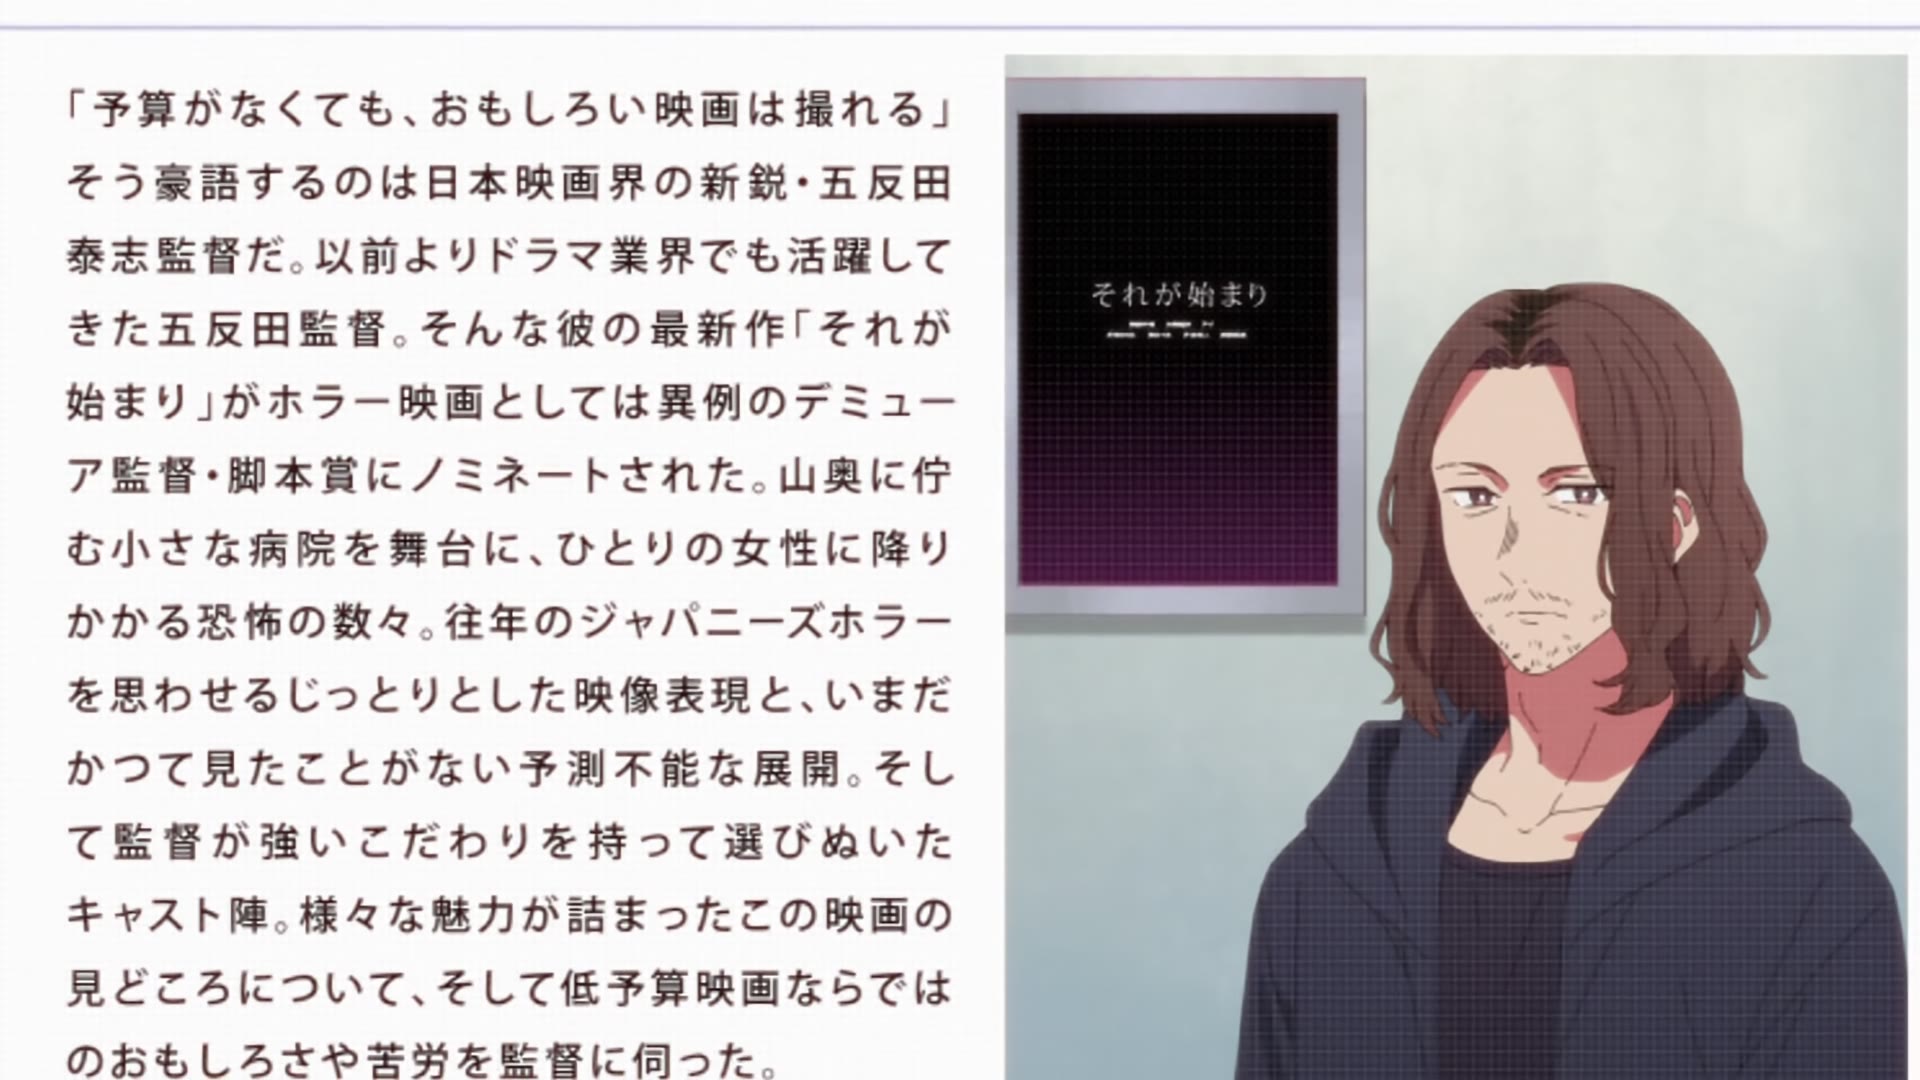 「予算がなくても、おもしろい映画は撮れる」
そう豪語するのは日本映画界の新鋭・五反田
泰志監督だ。以前よりドラマ業界でも活躍して
きた五反田監督。そんな彼の最新作「それが
始まり」がホラー映画としては異例のデミュー
ア監督・脚本賞にノミネートされた。山奥に佇
む小さな病院を舞台に、ひとりの女性に降り
かかる恐怖の数々。往年のジャパニーズホラー
を思わせるじっとりとした映像表現と、いまだ
かつて見たことがない予測不能な展開。そし
て監督が強いこだわりを持って選びぬいた
キャスト陣。様々な魅力が詰まったこの映画の
見どころについて、そして低予算映画ならでは
のおもしろさや苦労を監督に伺った。
それが始まり